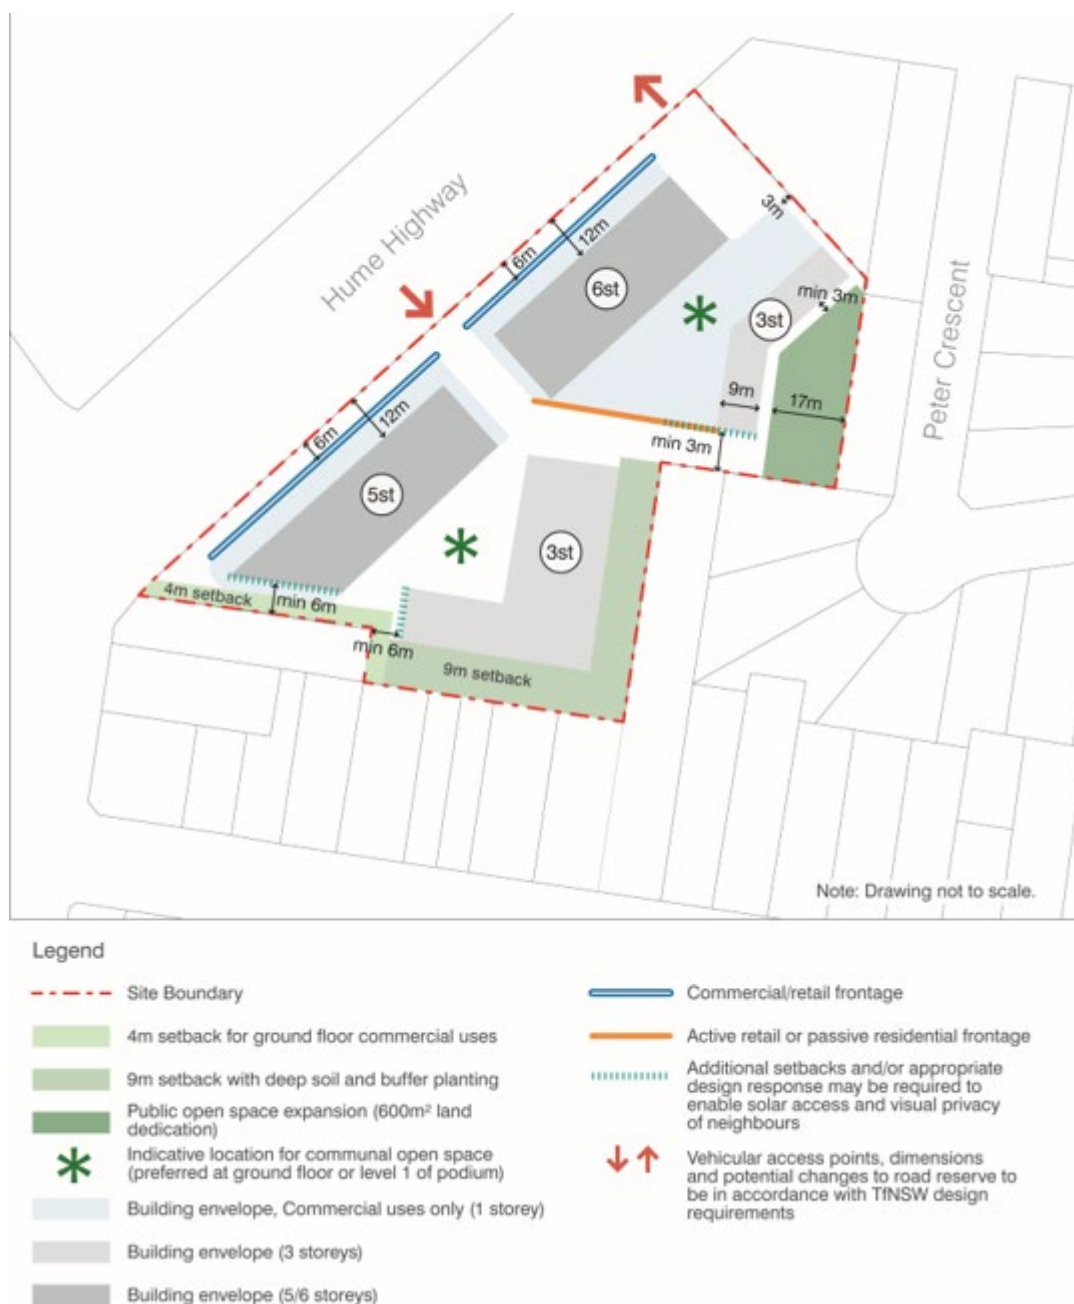 Hume Highway
Peter Crescent
3m
12m
6m
6st
min 3m
3st
9m
17m
12m
6m
min 3m
5st
3st
4m setback
min 6m
min 6m
9m setback
Note: Drawing not to scale.
Legend
Site Boundary
4m setback for ground floor commercial uses
9m setback with deep soil and buffer planting
Public open space expansion (600m² land
dedication)
Indicative location for communal open space
(preferred at ground floor or level 1 of podium)
Building envelope, Commercial uses only (1 storey)
Building envelope (3 storeys)
Building envelope (5/6 storeys)
Commercial/retail frontage
Active retail or passive residential frontage
Additional setbacks and/or appropriate
design response may be required to
enable solar access and visual privacy
of neighbours
Vehicular access points, dimensions
and potential changes to road reserve to
be in accordance with TfNSW design
requirements